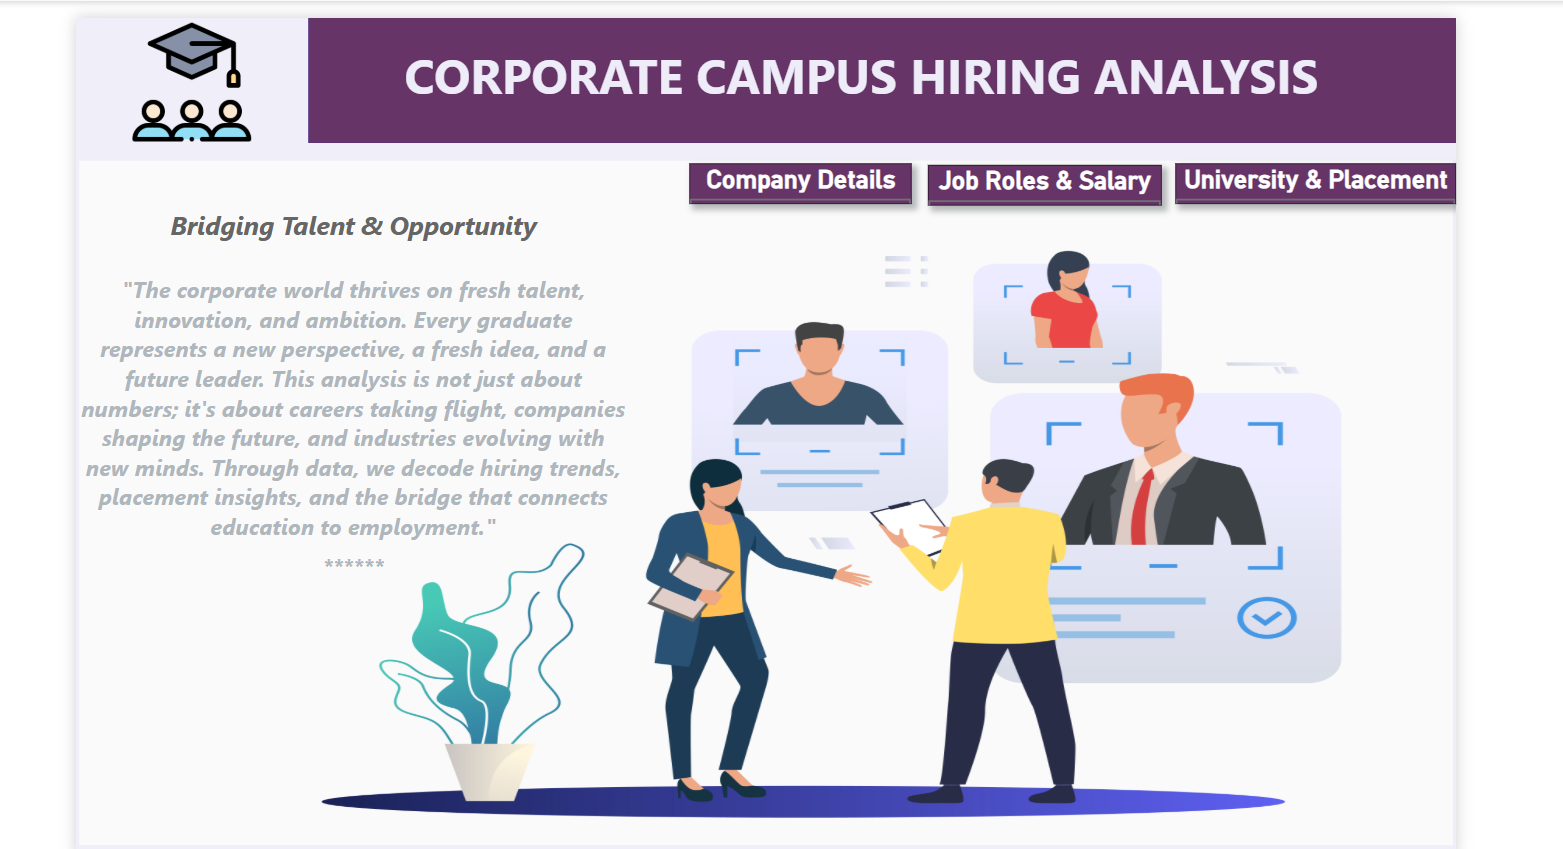 CORPORATE CAMPUS HIRING ANALYSIS
Company Details
Job Roles & Salary
University & Placement
Bridging Talent & Opportunity
"The corporate world thrives on fresh talent,
innovation, and ambition. Every graduate
represents a new perspective, a fresh idea, and a
future leader. This analysis is not just about
numbers; it's about careers taking flight, companies
shaping the future, and industries evolving with
new minds. Through data, we decode hiring trends,
placement insights, and the bridge that connects
education to employment."
******